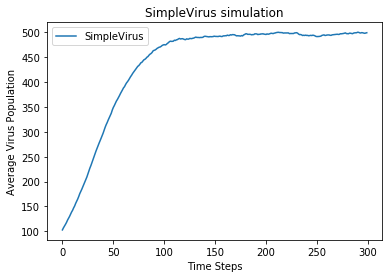 SimpleVirus simulation
SimpleVirus
500
450
400
350
300
250
200
150
100
Average Virus Population
0 50 100 150 200 250 300
Time Steps